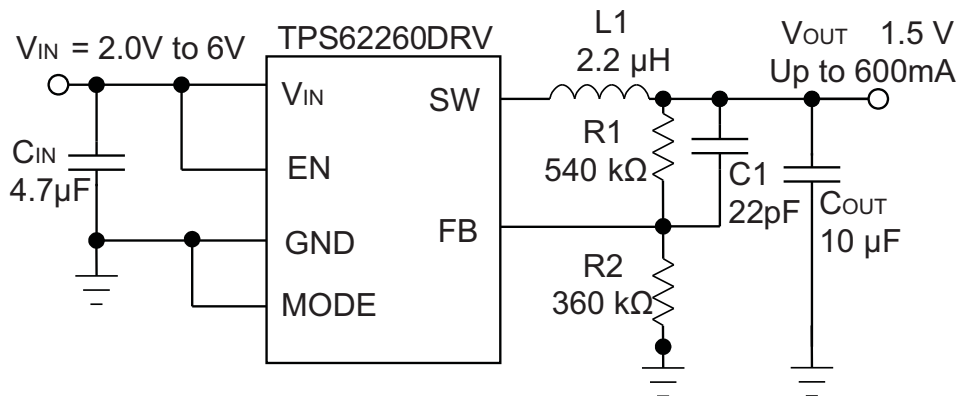 VIN = 2.0V to 6V
TPS62260DRV
L1
2.2 µH
VOUT 1.5 V
Up to 600mA
VIN
SW
CIN
4.7µF
EN
R1
540 kΩ
C1
22pF
COUT
10 µF
GND
FB
MODE
R2
360 kΩ